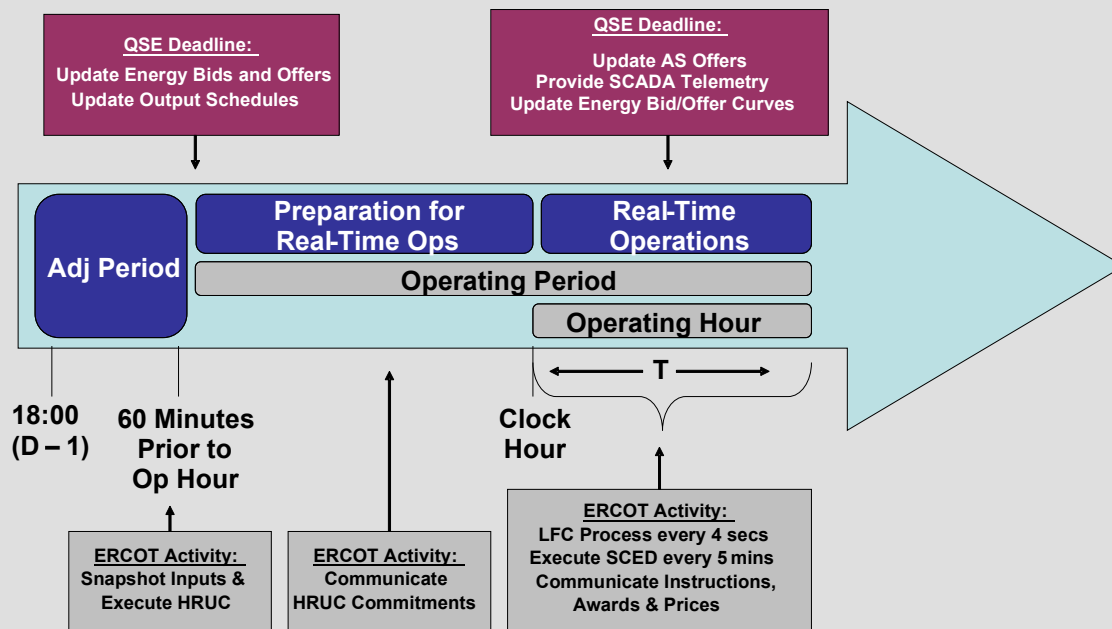 QSE Deadline:
Update Energy Bids and Offers
Update Output Schedules
QSE Deadline:
Update AS Offers
Provide SCADA Telemetry
Update Energy Bid/Offer Curves
Adj Period
Preparation for
Real-Time Ops
Real-Time
Operations
Operating Period
Operating Hour
T
18:00
(D – 1)
60 Minutes
Prior to
Op Hour
Clock
Hour
ERCOT Activity:
Snapshot Inputs &
Execute HRUC
ERCOT Activity:
Communicate
HRUC Commitments
ERCOT Activity:
LFC Process every 4 secs
Execute SCED every 5 mins
Communicate Instructions,
Awards & Prices